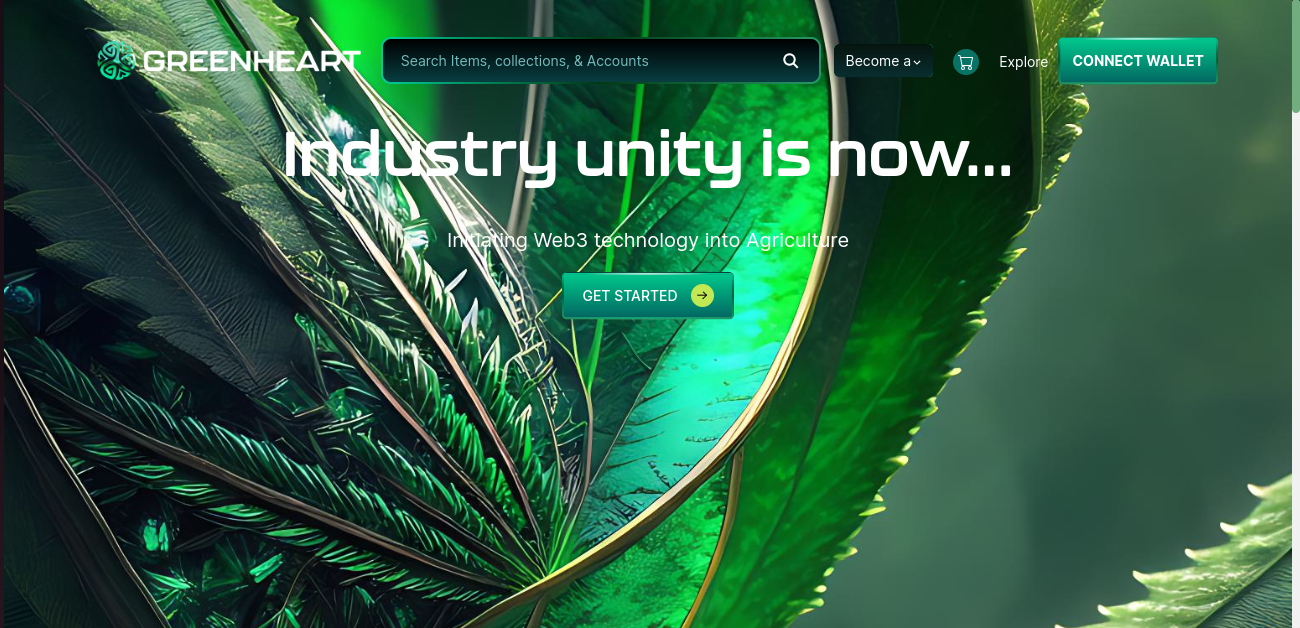 GREENHEART
Search Items, collections, & Accounts
Become a
Explore
CONNECT WALLET
Industry unity is now...
Initiating Web3 technology into Agriculture
GET STARTED